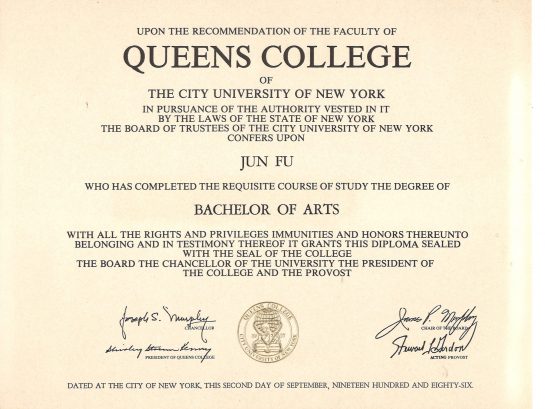 UPON THE RECOMMENDATION OF THE FACULTY OF
QUEENS COLLEGE
OF
THE CITY UNIVERSITY OF NEW YORK
IN PURSUANCE OF THE AUTHORITY VESTED IN IT
BY THE LAWS OF THE STATE OF NEW YORK
THE BOARD OF TRUSTEES OF THE CITY UNIVERSITY OF NEW YORK
CONFERS UPON
JUN FU
WHO HAS COMPLETED THE REQUISITE COURSE OF STUDY THE DEGREE OF
BACHELOR OF ARTS
WITH ALL THE RIGHTS AND PRIVILEGES IMMUNITIES AND HONORS THEREUNTO
BELONGING AND IN TESTIMONY THEREOF IT GRANTS THIS DIPLOMA SEALED
WITH THE SEAL OF THE COLLEGE
THE BOARD THE CHANCELLOR OF THE UNIVERSITY THE PRESIDENT OF
THE COLLEGE AND THE PROVOST
Joseph S. Murphy
CHANCELLOR
PRESIDENT OF QUEENS COLLEGE
QUEENS COLLEGE
James P. Murphy
CHAIR OF THE BOARD
ACTING PROVOST
DATED AT THE CITY OF NEW YORK, THIS SECOND DAY OF SEPTEMBER, NINETEEN HUNDRED AND EIGHTY-SIX.